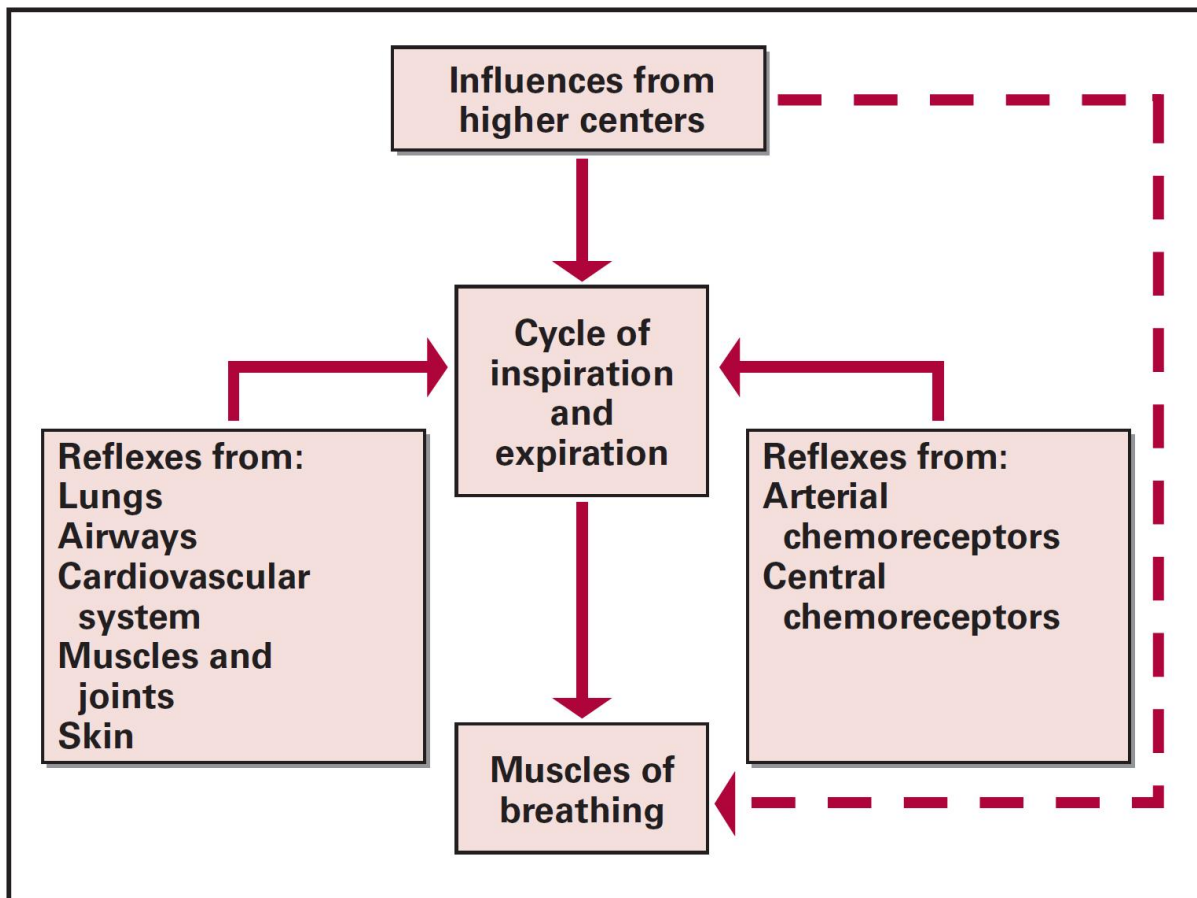 Influences from
higher centers
Cycle of
inspiration
and
expiration
Reflexes from:
Lungs
Airways
Cardiovascular
system
Muscles and
joints
Skin
Reflexes from:
Arterial
chemoreceptors
Central
chemoreceptors
Muscles of
breathing